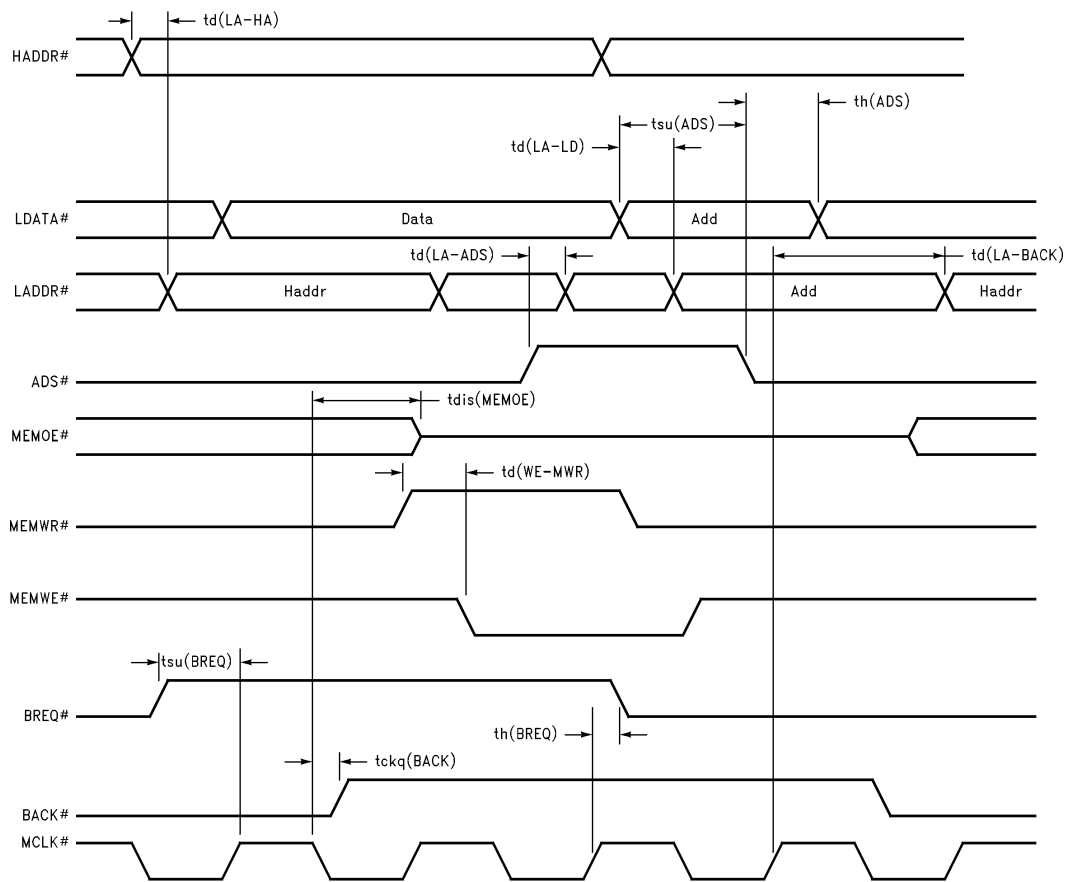 td(LA-HA)
HADDR#
th(ADS)
tsu(ADS)
td(LA-LD)
LDATA#
Data
Add
td(LA-ADS)
td(LA-BACK)
LADDR#
Haddr
Add
Haddr
ADS#
tdis(MEMOE)
MEMOE#
td(WE-MWR)
MEMWR#
MEMWE#
tsu(BREQ)
BREQ#
th(BREQ)
tckq(BACK)
BACK#
MCLK#